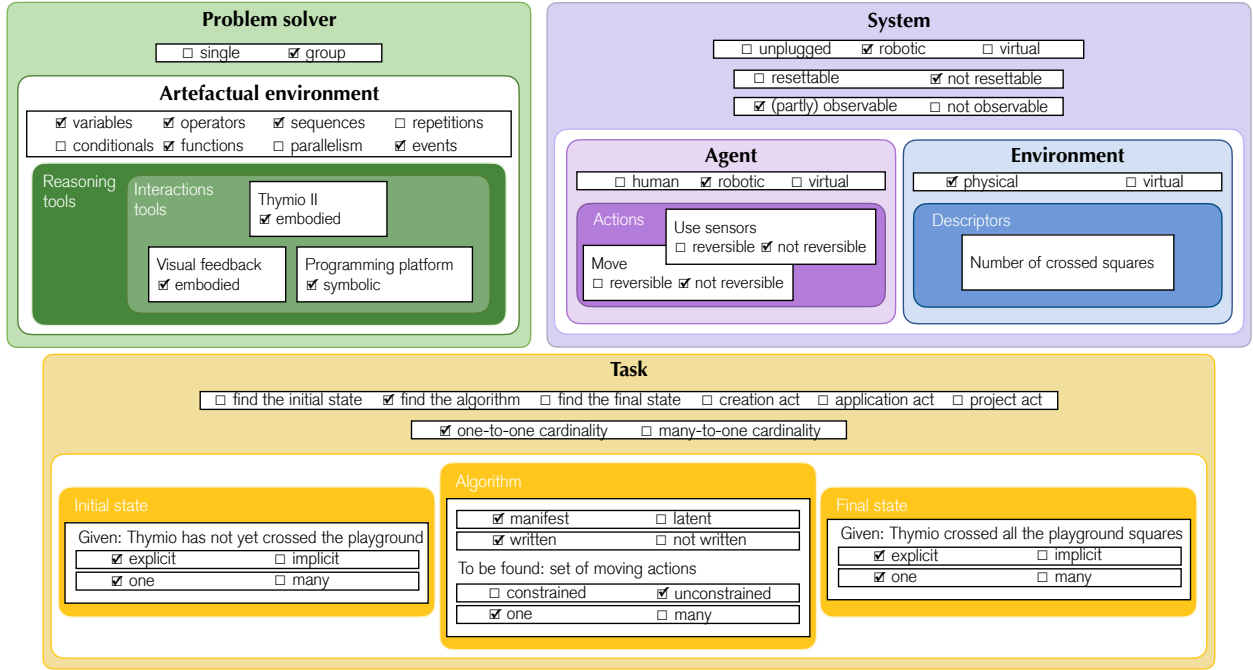 Problem solver
☐ single ☑ group
Artefactual environment
☑ variables ☑ operators ☑ sequences ☐ repetitions
☐ conditionals ☑ functions ☐ parallelism ☑ events
Reasoning
tools
Interactions
tools
Thymio II
☑ embodied
Visual feedback
☑ embodied
Programming platform
☑ symbolic
System
☐ unplugged ☑ robotic ☐ virtual
☐ resettable ☑ not resettable
☑ (partly) observable ☐ not observable
Agent
☐ human ☑ robotic ☐ virtual
Actions
Use sensors
☐ reversible ☑ not reversible
Move
☐ reversible ☑ not reversible
Environment
☑ physical ☐ virtual
Descriptors
Number of crossed squares
Task
☐ find the initial state ☑ find the algorithm ☐ find the final state ☐ creation act ☐ application act ☐ project act
☑ one-to-one cardinality ☐ many-to-one cardinality
Initial state
Given: Thymio has not yet crossed the playground
☑ explicit ☐ implicit
☑ one ☐ many
Algorithm
☑ manifest ☐ latent
☑ written ☐ not written
To be found: set of moving actions
☐ constrained ☑ unconstrained
☑ one ☐ many
Final state
Given: Thymio crossed all the playground squares
☑ explicit ☐ implicit
☑ one ☐ many